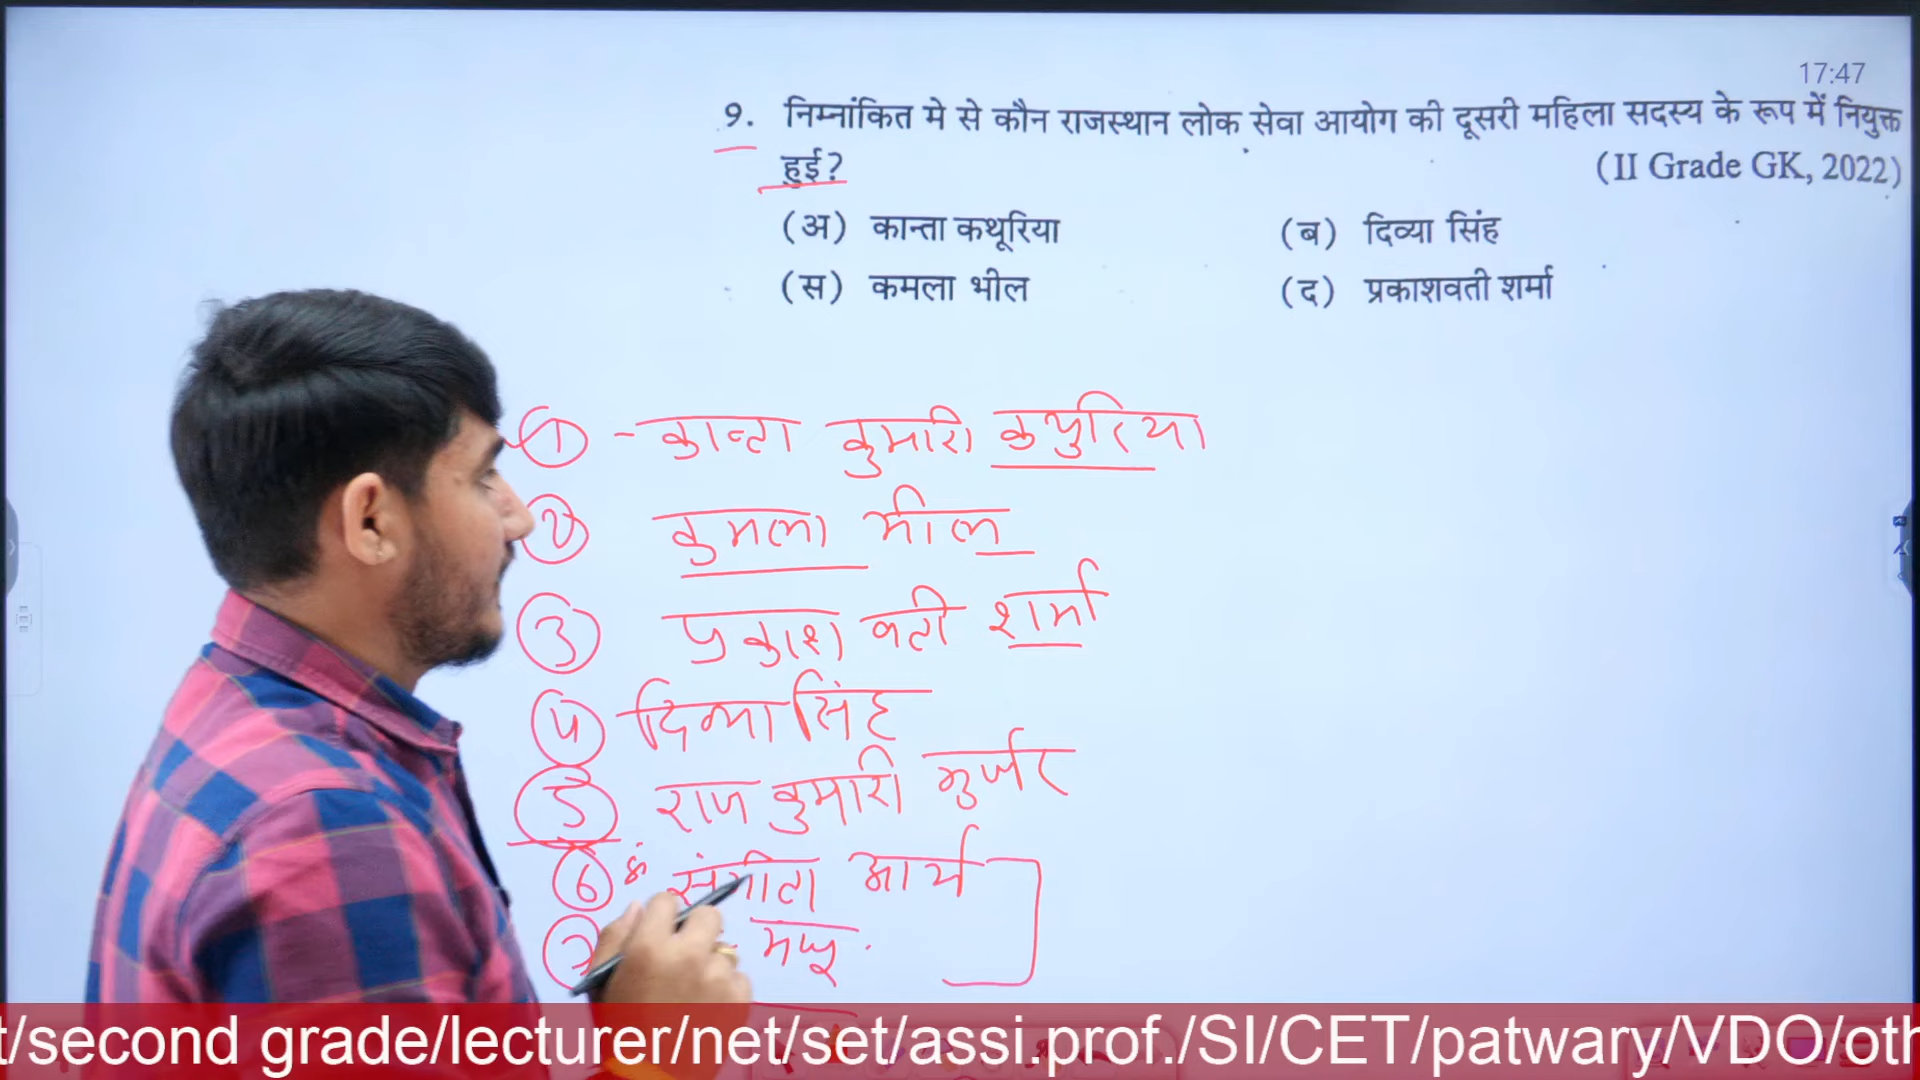 17:47
9. निम्नांकित मे से कौन राजस्थान लोक सेवा आयोग की दूसरी महिला सदस्य के रूप में नियुक्त
हुई?
(II Grade GK, 2022)
(अ) कान्ता कथूरिया
(ब) दिव्या सिंह
(स) कमला भील
(द) प्रकाशवती शर्मा
1 - कान्टा कुमारी कथुरिया
2 कमला भील
3 प्रकाश वटी शर्मा
4 दिव्या सिंह
5 राज कुमारी गुर्जर
6 संगीटा आर्य
7 मंजू
t/second grade/lecturer/net/set/assi.prof./SI/CET/patwary/VDO/oth